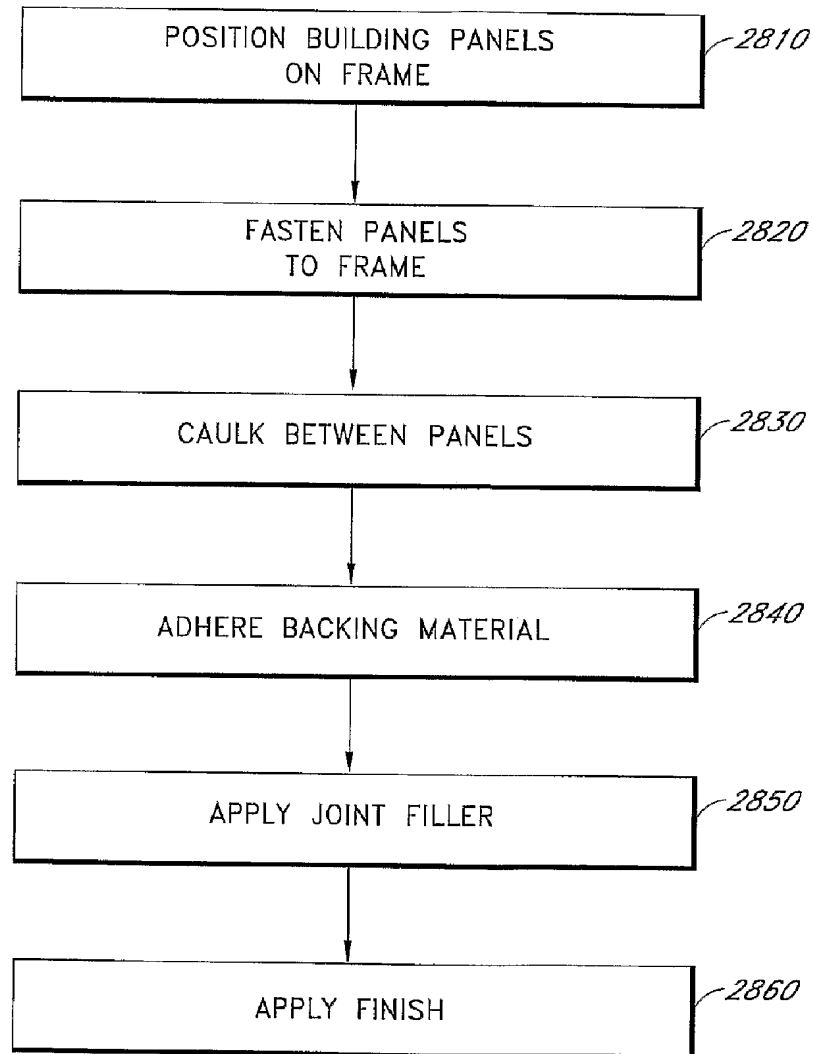 POSITION BUILDING PANELS
ON FRAME
2810
FASTEN PANELS
TO FRAME
2820
CAULK BETWEEN PANELS
2830
ADHERE BACKING MATERIAL
2840
APPLY JOINT FILLER
2850
APPLY FINISH
2860